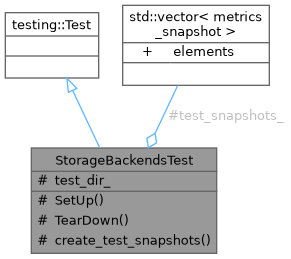 testing::Test
std::vector< metrics
_snapshot >
+ elements
#test_snapshots_
StorageBackendsTest
# test_dir_
# SetUp()
# TearDown()
# create_test_snapshots()